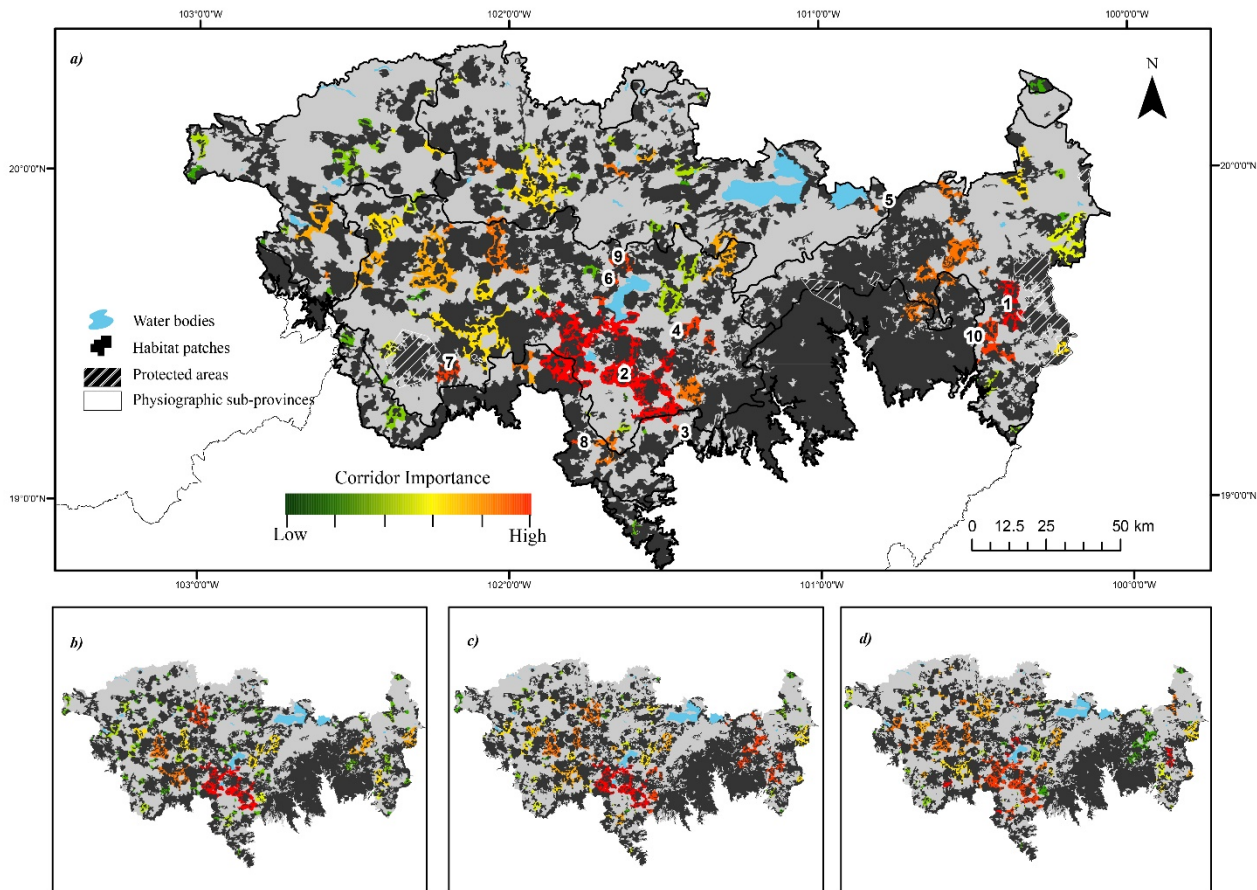 103°0'0"W 102°0'0"W 101°0'0"W 100°0'0"W
a)
N
20°0'0"N 20°0'0"N
5
9
6
1
Water bodies
4
10
Habitat patches
7
2
Protected areas
Physiographic sub-provinces
8
3
Corridor Importance
Low High
19°0'0"N 19°0'0"N
0 12.5 25 50 km
103°0'0"W 102°0'0"W 101°0'0"W 100°0'0"W
b) c) d)